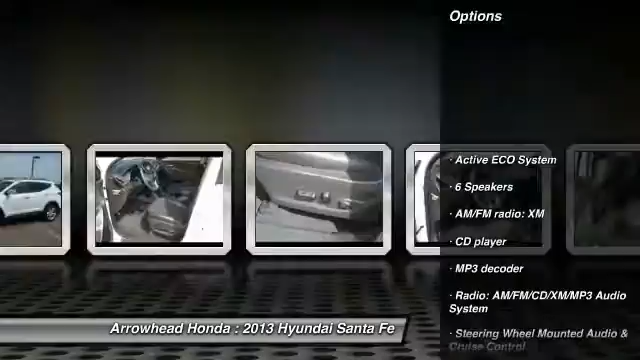 Options
· Active ECO System
· 6 Speakers
· AM/FM radio: XM
· CD player
· MP3 decoder
· Radio: AM/FM/CD/XM/MP3 Audio
System
· Steering Wheel Mounted Audio &
Cruise Control
Arrowhead Honda : 2013 Hyundai Santa Fe